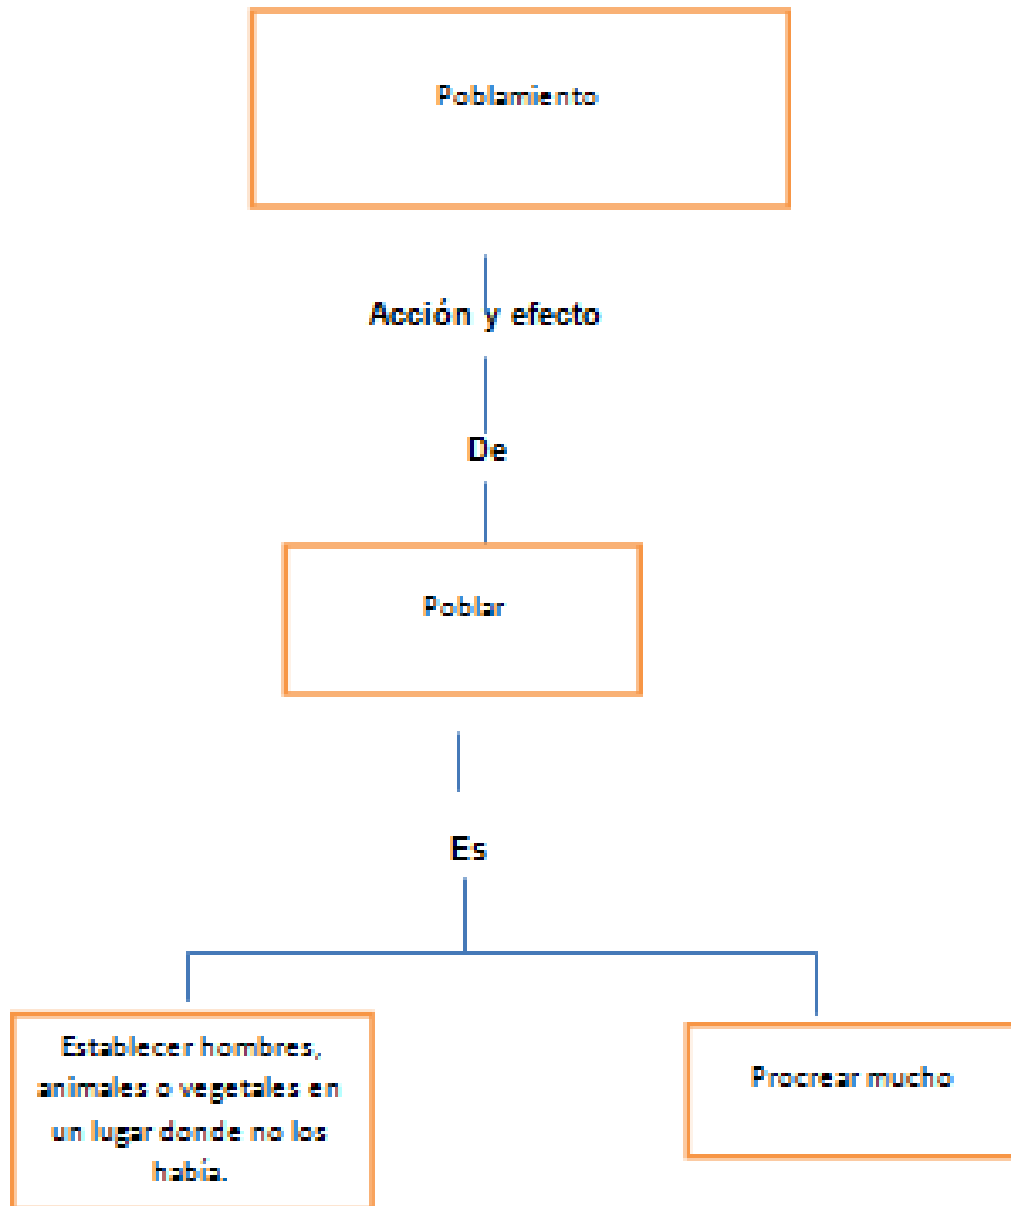 Poblamiento
Acción y efecto
De
Poblar
Es
Establecer hombres,
animales o vegetales en
un lugar donde no los
había.
Procrear mucho